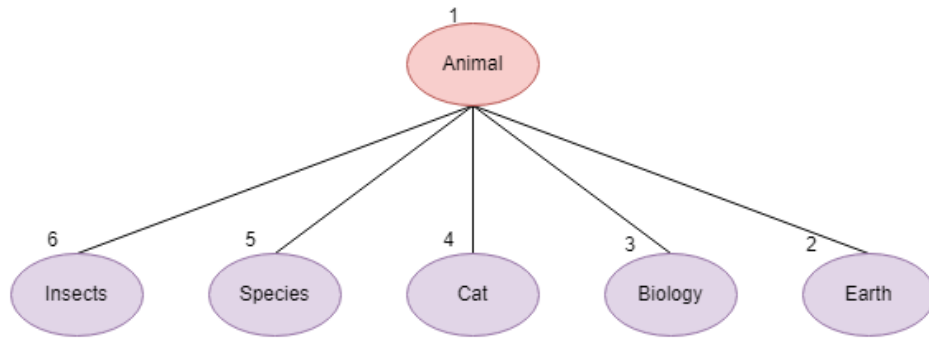 1
Animal
6
5
4
3
2
Insects
Species
Cat
Biology
Earth